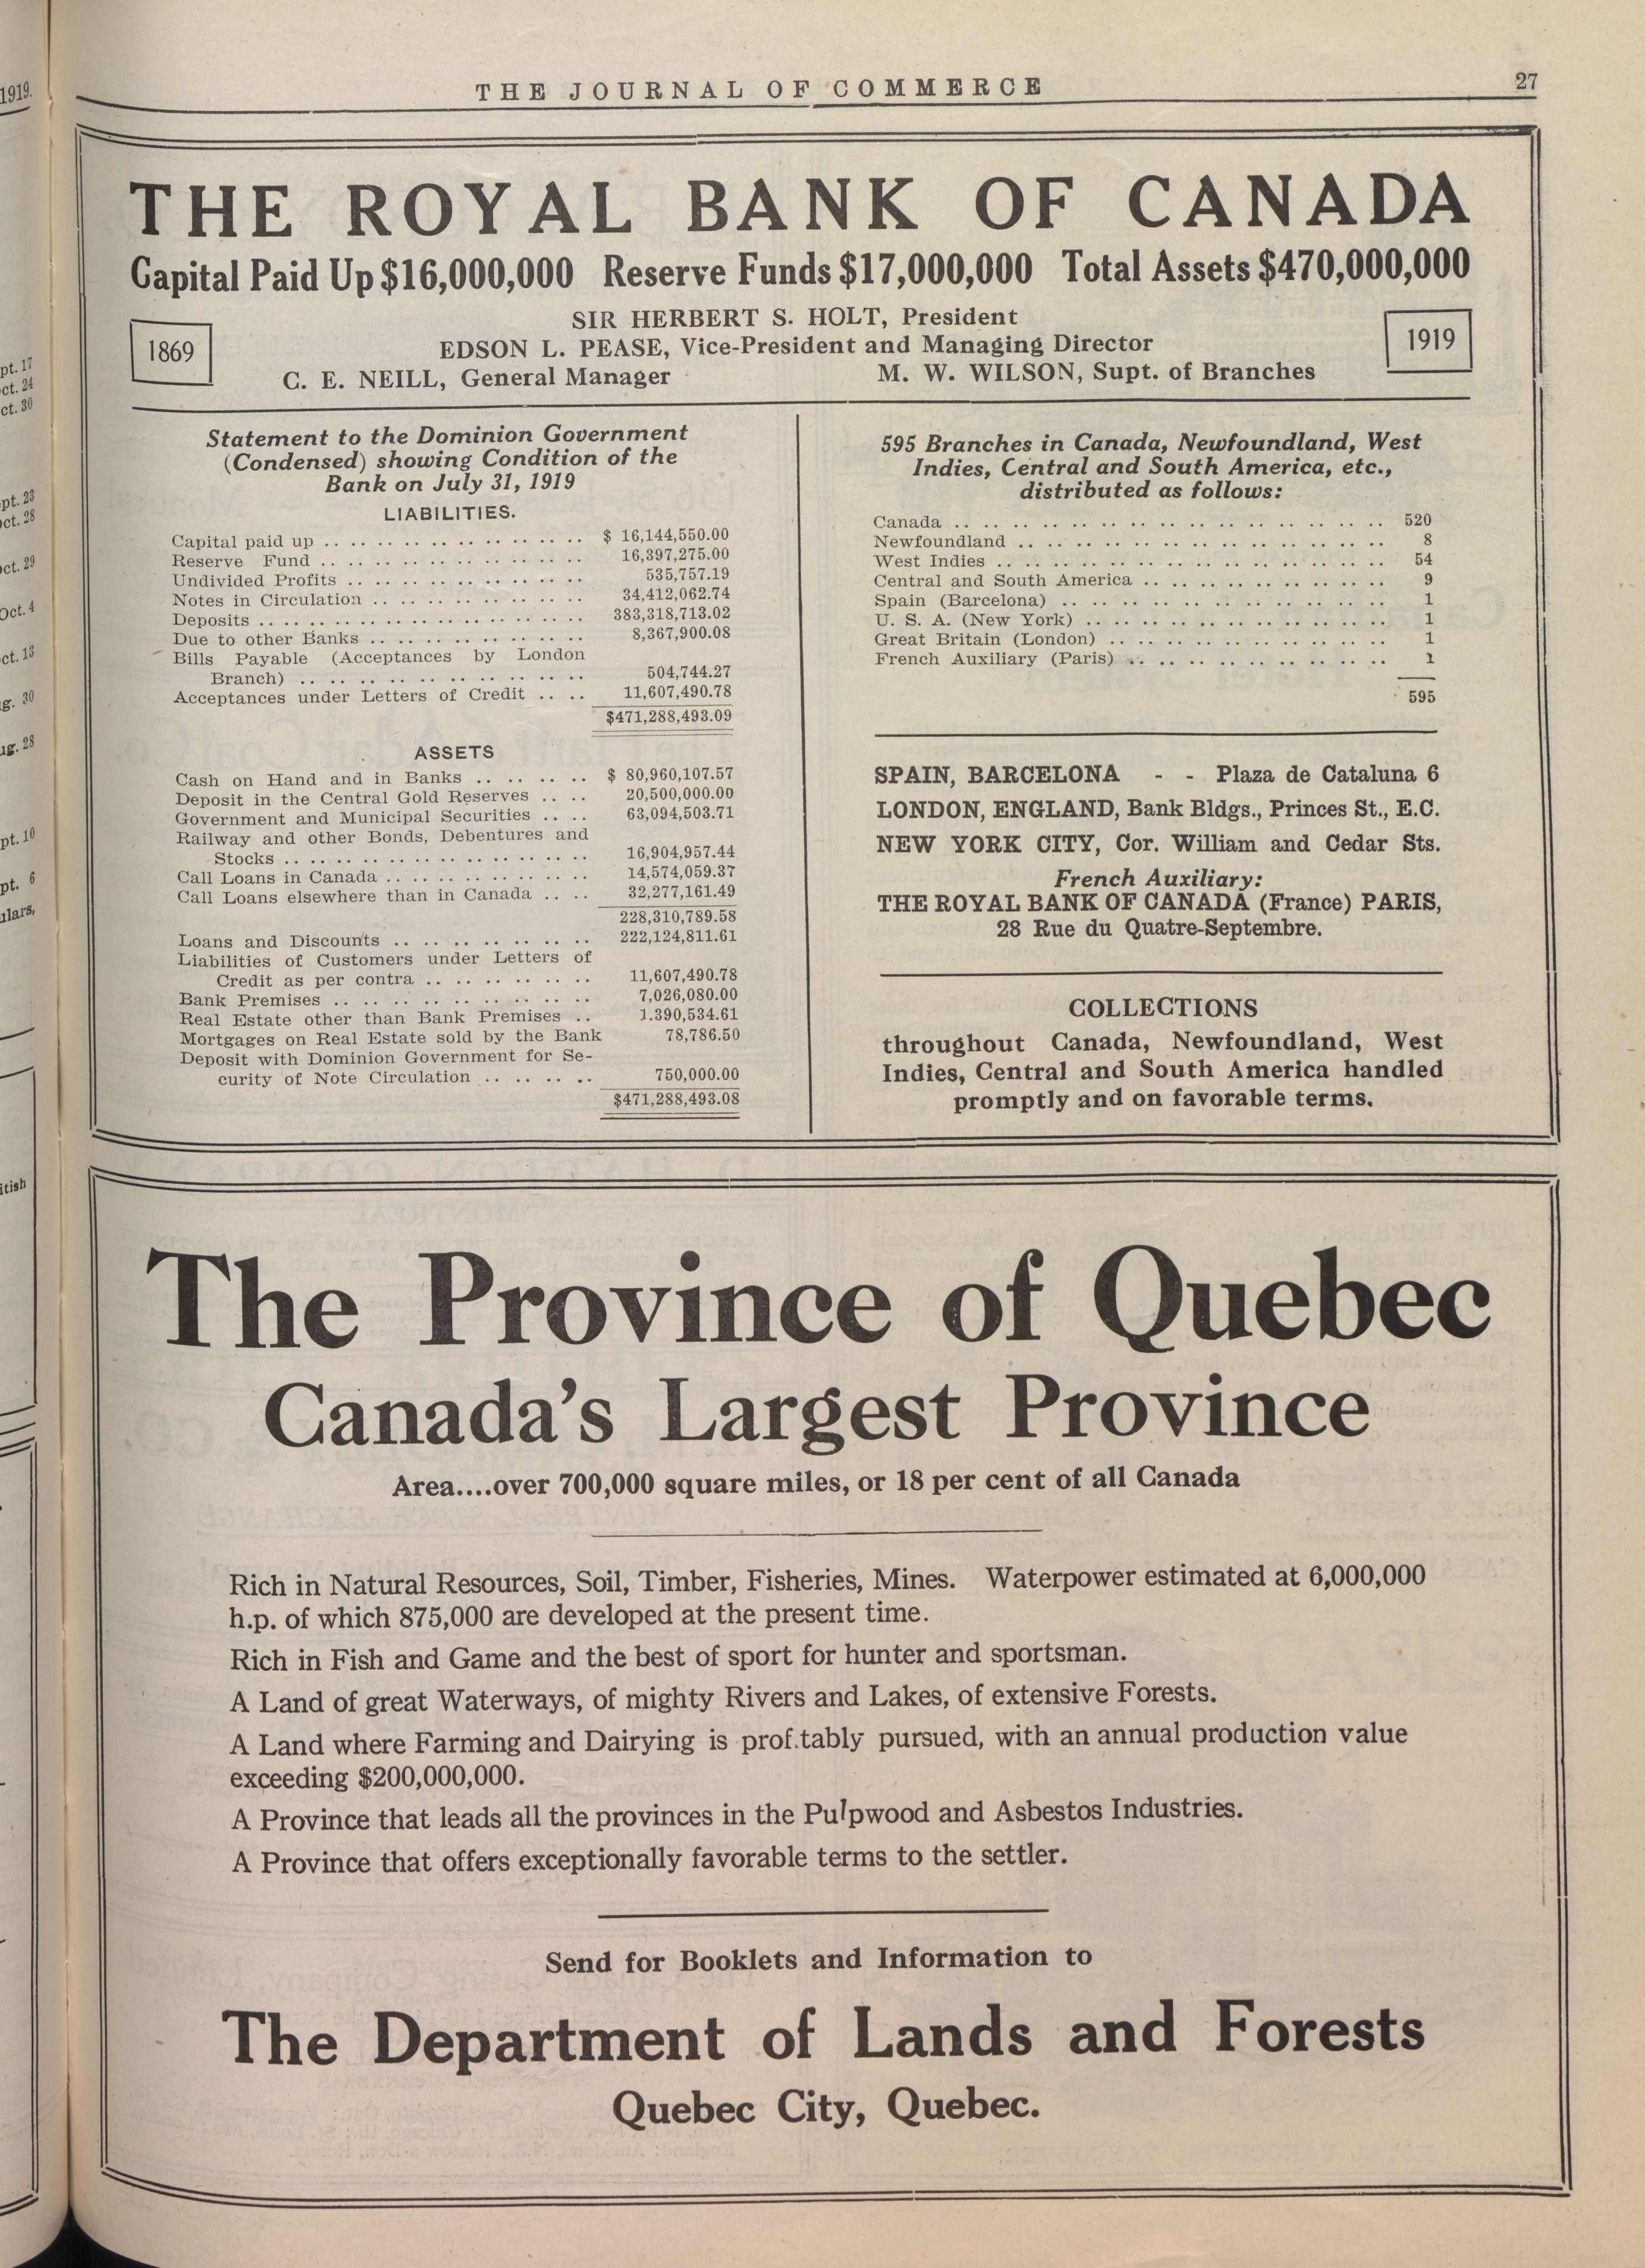 THE JOURNAL OF COMMERCE
27
THE ROYAL BANK OF CANADA
Capital Paid Up $16,000,000 Reserve Funds $17,000,000 Total Assets $470,000,000
SIR HERBERT S. HOLT, President
1869
EDSON L. PEASE, Vice-President and Managing Director
1919
C. E. NEILL, General Manager
M. W. WILSON, Supt. of Branches
Statement to the Dominion Government
(Condensed) showing Condition of the
Bank on July 31, 1919
LIABILITIES.
Capital paid up .. .. .. .. .. .. .. .. .. .. $ 16,144,550.00
Reserve Fund .. .. .. .. .. .. .. .. .. .. 16,397,275.00
Undivided Profits .. .. .. .. .. .. .. .. .. 535,757.19
Notes in Circulation .. .. .. .. .. .. .. .. 34,412,062.74
Deposits .. .. .. .. .. .. .. .. .. .. .. .. 383,318,713.02
Due to other Banks .. .. .. .. .. .. .. .. 8,367,900.08
Bills Payable (Acceptances by London
Branch) .. .. .. .. .. .. .. .. .. .. .. 504,744.27
Acceptances under Letters of Credit .. .. 11,607,490.78
$471,288,493.09
ASSETS
Cash on Hand and in Banks .. .. .. .. .. $ 80,960,107.57
Deposit in the Central Gold Reserves .. .. 20,500,000.00
Government and Municipal Securities .. .. 63,094,503.71
Railway and other Bonds, Debentures and
Stocks .. .. .. .. .. .. .. .. .. .. .. .. 16,904,957.44
Call Loans in Canada .. .. .. .. .. .. .. .. 14,574,059.37
Call Loans elsewhere than in Canada .. .. 32,277,161.49
228,310,789.58
Loans and Discounts .. .. .. .. .. .. .. .. 222,124,811.61
Liabilities of Customers under Letters of
Credit as per contra .. .. .. .. .. .. .. 11,607,490.78
Bank Premises .. .. .. .. .. .. .. .. .. .. 7,026,080.00
Real Estate other than Bank Premises .. 1.390,534.61
Mortgages on Real Estate sold by the Bank 78,786.50
Deposit with Dominion Government for Se-
curity of Note Circulation .. .. .. .. .. 750,000.00
$471,288,493.08
595 Branches in Canada, Newfoundland, West
Indies, Central and South America, etc.,
distributed as follows:
Canada .. .. .. .. .. .. .. .. .. .. .. .. .. .. .. 520
Newfoundland .. .. .. .. .. .. .. .. .. .. .. .. .. 8
West Indies .. .. .. .. .. .. .. .. .. .. .. .. .. .. 54
Central and South America .. .. .. .. .. .. .. .. 9
Spain (Barcelona) .. .. .. .. .. .. .. .. .. .. .. 1
U. S. A. (New York) .. .. .. .. .. .. .. .. .. .. 1
Great Britain (London) .. .. .. .. .. .. .. .. .. 1
French Auxiliary (Paris) .. .. .. .. .. .. .. .. .. 1
595
SPAIN, BARCELONA - - Plaza de Cataluna 6
LONDON, ENGLAND, Bank Bldgs., Princes St., E.C.
NEW YORK CITY, Cor. William and Cedar Sts.
French Auxiliary:
THE ROYAL BANK OF CANADA (France) PARIS,
28 Rue du Quatre-Septembre.
COLLECTIONS
throughout Canada, Newfoundland, West
Indies, Central and South America handled
promptly and on favorable terms.
The Province of Quebec
Canada's Largest Province
Area....over 700,000 square miles, or 18 per cent of all Canada
Rich in Natural Resources, Soil, Timber, Fisheries, Mines. Waterpower estimated at 6,000,000
h.p. of which 875,000 are developed at the present time.
Rich in Fish and Game and the best of sport for hunter and sportsman.
A Land of great Waterways, of mighty Rivers and Lakes, of extensive Forests.
A Land where Farming and Dairying is prof.tably pursued, with an annual production value
exceeding $200,000,000.
A Province that leads all the provinces in the Pulpwood and Asbestos Industries.
A Province that offers exceptionally favorable terms to the settler.
Send for Booklets and Information to
The Department of Lands and Forests
Quebec City, Quebec.